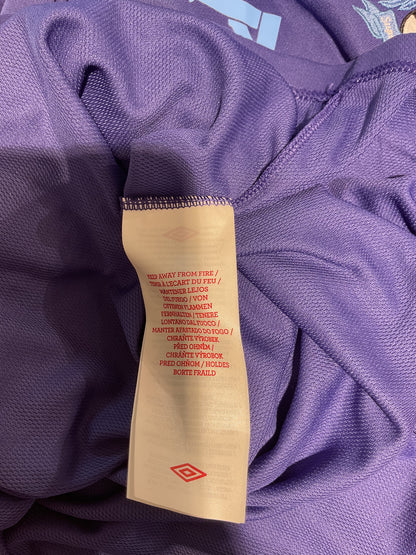 KEEP AWAY FROM FIRE /
TENIR A L'ECART DU FEU /
MANTENER LEJOS
DEL FUEGO / VON
OFFENEN FLAMMEN
FERNHALTEN / TENERE
LONTANO DAL FUOCO /
MANTER AFASTADO DO FOGO /
CHRAŇTE VÝROBEK
PŘED OHNĚM /
CHRÁŇTE VÝROBOK
PRED OHŇOM / HOLDES
BORTE FRA ILD